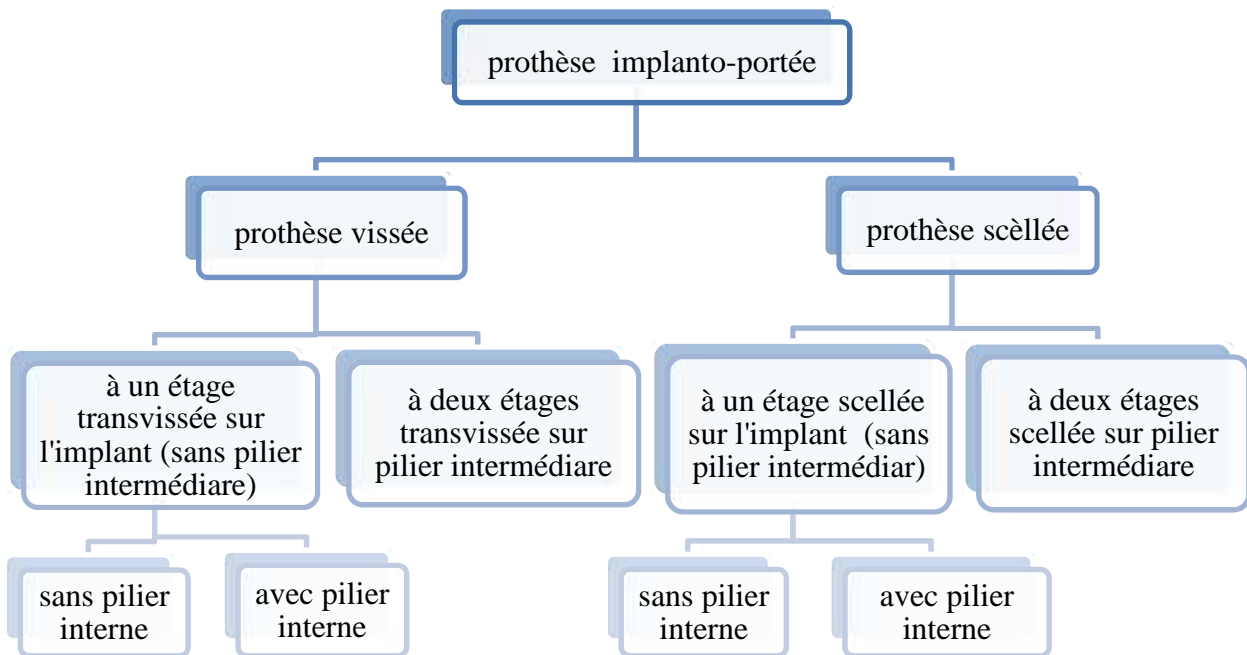 prothèse implanto-portée
prothèse vissée
prothèse scèllée
à un étage
transvissée sur
l'implant (sans pilier
intermédiare)
à deux étages
transvissée sur
pilier intermédiare
à un étage scellée
sur l'implant (sans
pilier intermédiar)
à deux étages
scellée sur pilier
intermédiare
sans pilier
interne
avec pilier
interne
sans pilier
interne
avec pilier
interne